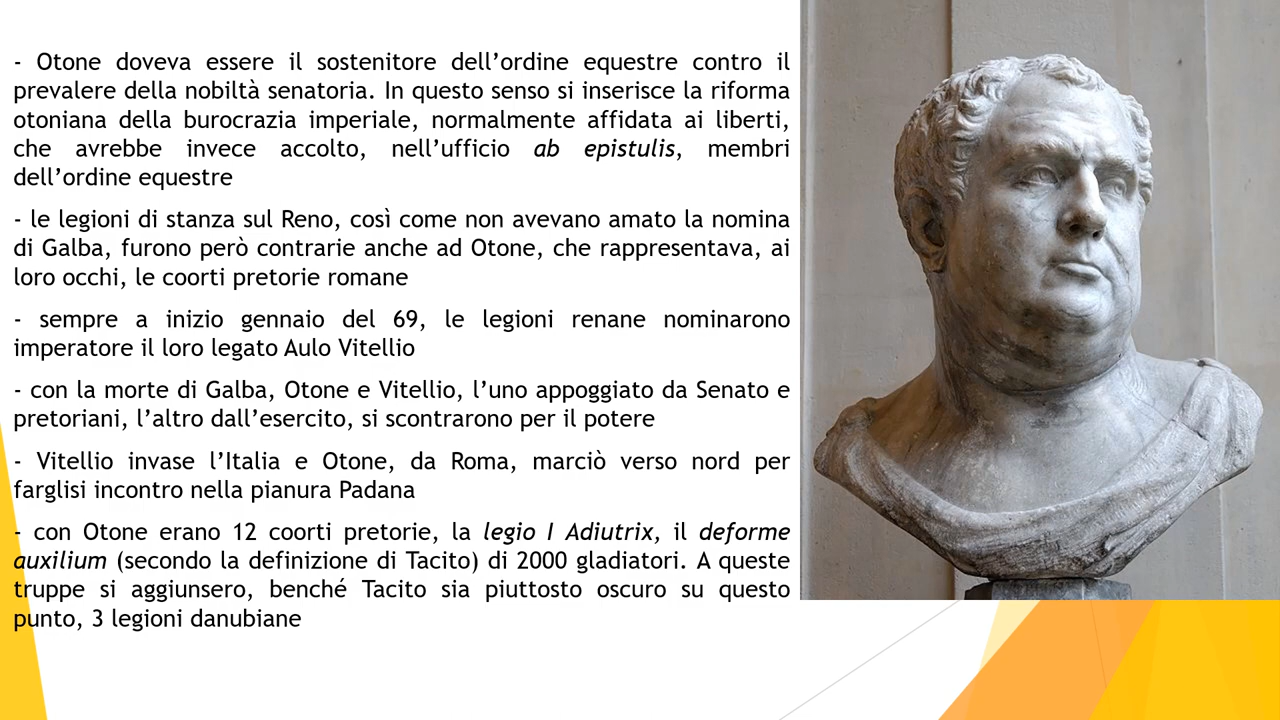 - Otone doveva essere il sostenitore dell’ordine equestre contro il
prevalere della nobiltà senatoria. In questo senso si inserisce la riforma
otoniana della burocrazia imperiale, normalmente affidata ai liberti,
che avrebbe invece accolto, nell’ufficio ab epistulis, membri
dell’ordine equestre
- le legioni di stanza sul Reno, così come non avevano amato la nomina
di Galba, furono però contrarie anche ad Otone, che rappresentava, ai
loro occhi, le coorti pretorie romane
- sempre a inizio gennaio del 69, le legioni renane nominarono
imperatore il loro legato Aulo Vitellio
- con la morte di Galba, Otone e Vitellio, l’uno appoggiato da Senato e
pretoriani, l’altro dall’esercito, si scontrarono per il potere
- Vitellio invase l’Italia e Otone, da Roma, marciò verso nord per
farglisi incontro nella pianura Padana
- con Otone erano 12 coorti pretorie, la legio I Adiutrix, il deforme
auxilium (secondo la definizione di Tacito) di 2000 gladiatori. A queste
truppe si aggiunsero, benché Tacito sia piuttosto oscuro su questo
punto, 3 legioni danubiane